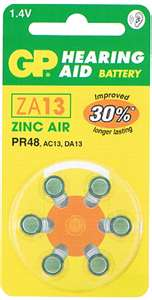 1.4V
GP HEARING AID BATTERY
ZA13
ZINC AIR
PR48, AC13, DA13
Improved
30%*
longer lasting